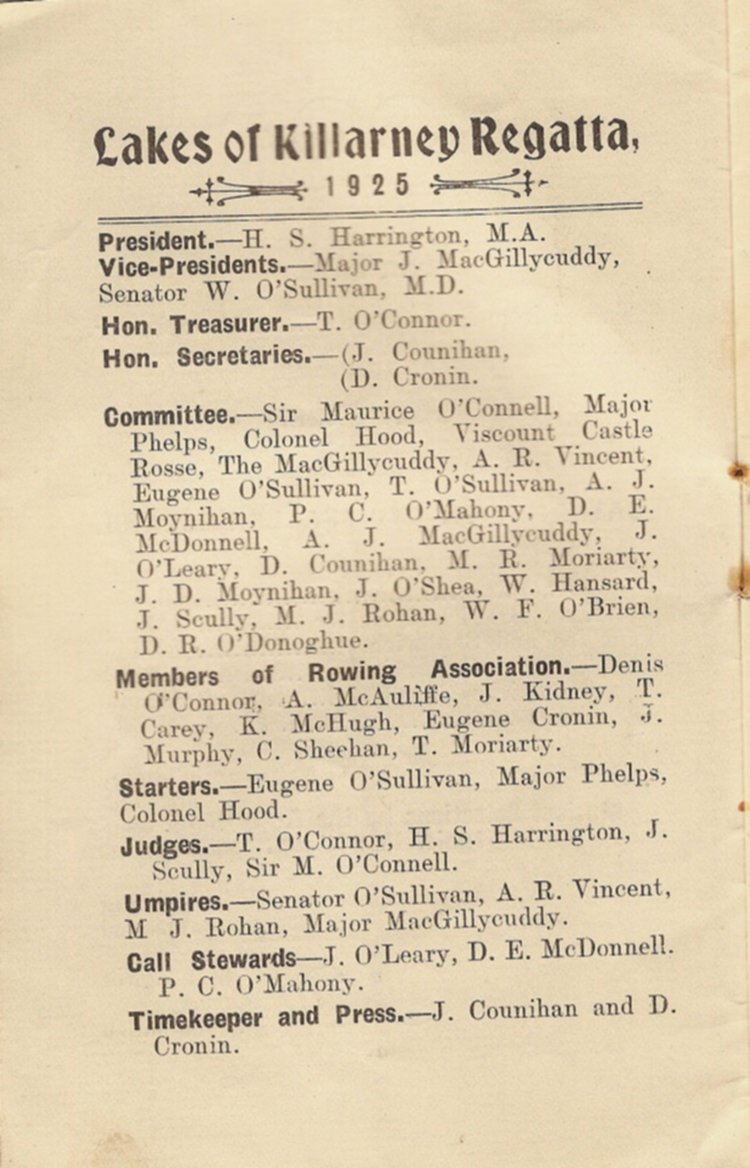 Lakes of Killarney Regatta,
1925
President.—H. S. Harrington, M.A.
Vice-Presidents.—Major J. MacGillycuddy,
Senator W. O'Sullivan, M.D.
Hon. Treasurer.—T. O'Connor.
Hon. Secretaries.—(J. Counihan,
(D. Cronin.
Committee.—Sir Maurice O'Connell, Major
Phelps, Colonel Hood, Viscount Castle
Rosse, The MacGillycuddy, A. R. Vincent,
Eugene O'Sullivan, T. O'Sullivan, A. J.
Moynihan, P. C. O'Mahony, D. E.
McDonnell, A. J. MacGillycuddy, J.
O'Leary, D. Counihan, M. R. Moriarty,
J. D. Moynihan, J. O'Shea, W. Hansard,
J. Scully, M. J. Rohan, W. F. O'Brien,
D. R. O'Donoghue.
Members of Rowing Association.—Denis
O'Connor, A. McAuliffe, J. Kidney, T.
Carey, K. McHugh, Eugene Cronin, J.
Murphy, C. Sheehan, T. Moriarty.
Starters.—Eugene O'Sullivan, Major Phelps,
Colonel Hood.
Judges.—T. O'Connor, H. S. Harrington, J.
Scully, Sir M. O'Connell.
Umpires.—Senator O'Sullivan, A. R. Vincent,
M J. Rohan, Major MacGillycuddy.
Call Stewards—J. O'Leary, D. E. McDonnell.
P. C. O'Mahony.
Timekeeper and Press.—J. Counihan and D.
Cronin.